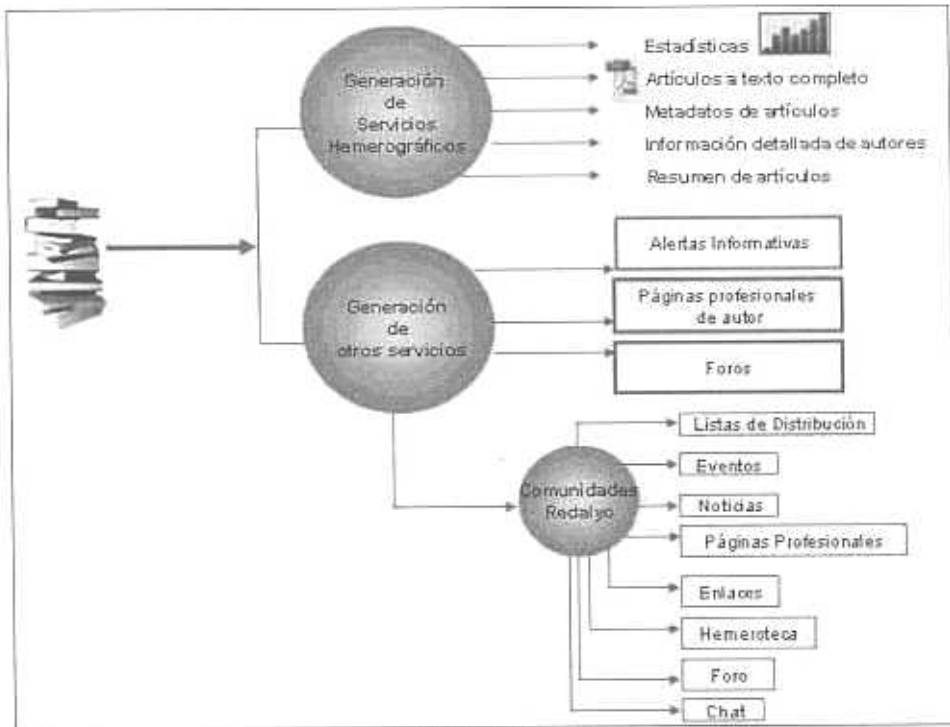 Generación
de
Servicios
Hemerográficos
Estadísticas
Artículos a texto completo
Metadatos de artículos
Información detallada de autores
Resumen de artículos
Generación
de
otros servicios
Alertas Informativas
Páginas profesionales
de autor
Foros
Comunidades
Redalyc
Listas de Distribución
Eventos
Noticias
Páginas Profesionales
Enlaces
Hemeroteca
Foro
Chat